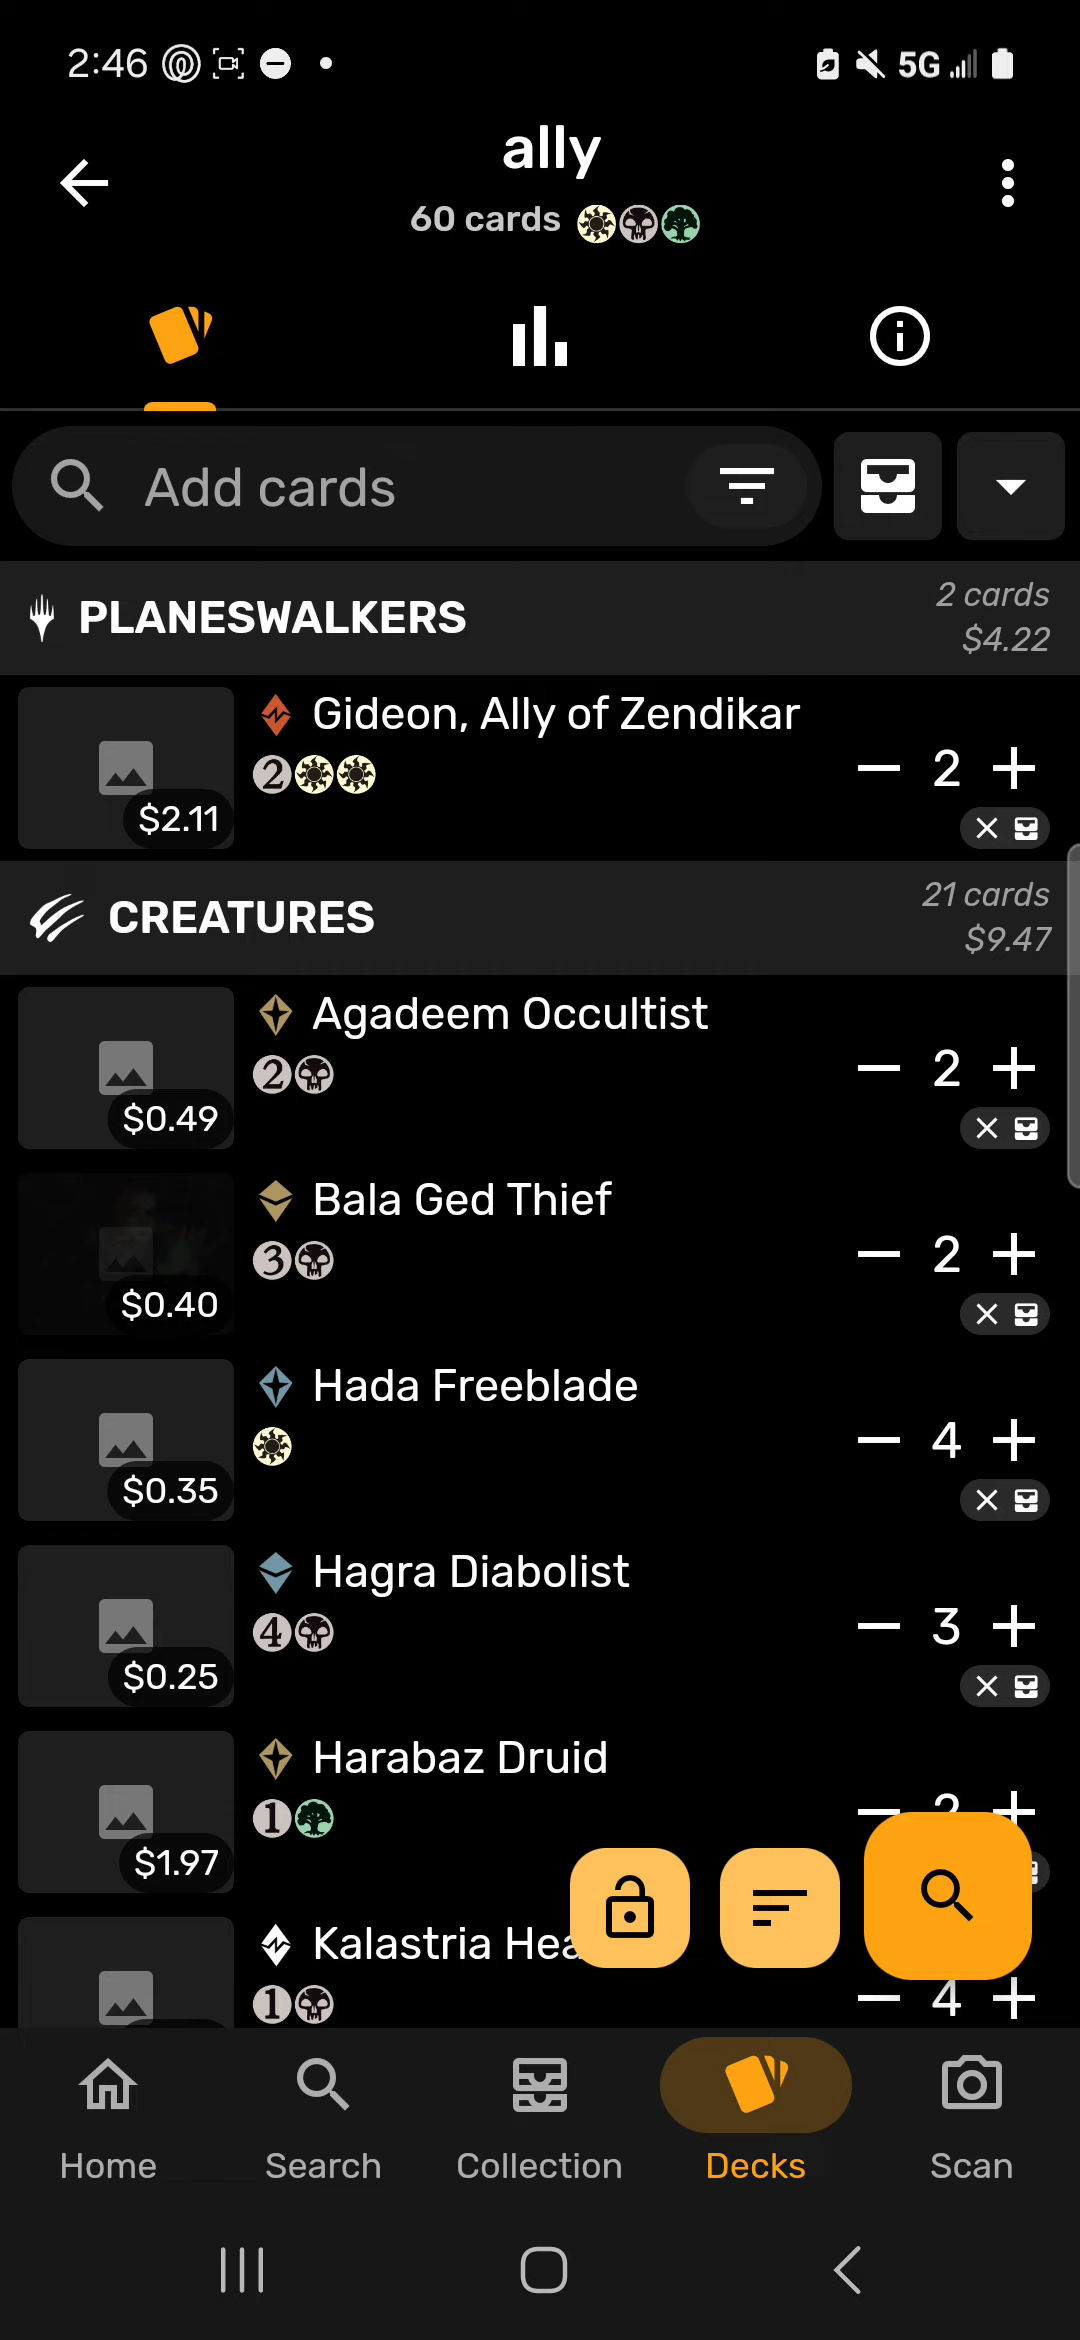 2:46
5G
ally
60 cards
Add cards
PLANESWALKERS
2 cards
$4.22
Gideon, Ally of Zendikar
2
$2.11
2
CREATURES
21 cards
$9.47
Agadeem Occultist
2
$0.49
2
Bala Ged Thief
3
$0.40
2
Hada Freeblade
$0.35
4
Hagra Diabolist
4
$0.25
3
Harabaz Druid
1
$1.97
2
Kalastria Hea
1
4
Home
Search
Collection
Decks
Scan